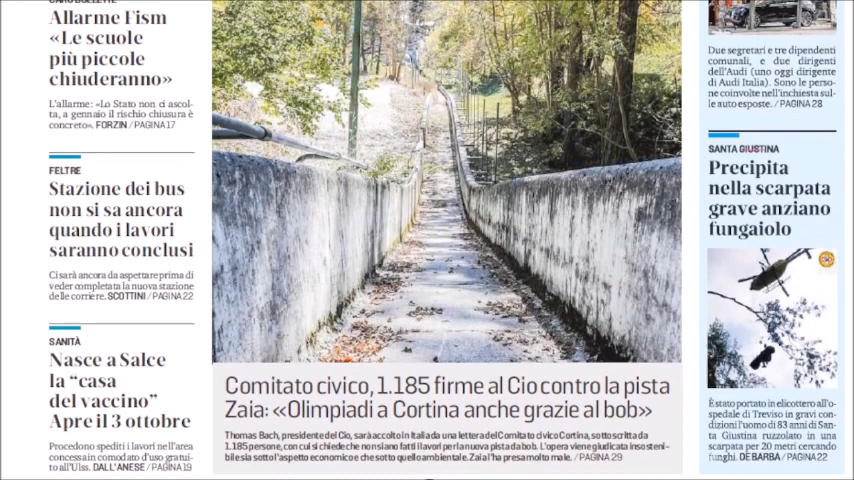 CARO BOLLETTE
Allarme Fism
«Le scuole
più piccole
chiuderanno»
L'allarme: «Lo Stato non ci ascol-
ta, a gennaio il rischio chiusura è
concreto». FORZIN / PAGINA 17
FELTRE
Stazione dei bus
non si sa ancora
quando i lavori
saranno conclusi
Ci sarà ancora da aspettare prima di
veder completata la nuova stazione
delle corriere. SCOTTINI / PAGINA 22
SANITÀ
Nasce a Salce
la “casa
del vaccino”
Apre il 3 ottobre
Procedono spediti i lavori nell'area
concessa in comodato d'uso gratui-
to all'Ulss. DALL'ANESE / PAGINA 19
Comitato civico, 1.185 firme al Cio contro la pista
Zaia: «Olimpiadi a Cortina anche grazie al bob»
Thomas Bach, presidente del Cio, sarà accolto in Italia da una lettera del Comitato civico Cortina, sottoscritta da
1.185 persone, con cui si chiede che non siano fatti i lavori per la nuova pista da bob. L'opera viene giudicata insosteni-
bile sia sotto l'aspetto economico e che sotto quello ambientale. Zaia l'ha presa molto male. / PAGINA 29
Due segretari e tre dipendenti
comunali, e due dirigenti
dell'Audi (uno oggi dirigente
di Audi Italia). Sono le perso-
ne coinvolte nell'inchiesta sul-
le auto esposte. / PAGINA 28
SANTA GIUSTINA
Precipita
nella scarpata
grave anziano
fungaiolo
È stato portato in elicottero all'o-
spedale di Treviso in gravi con-
dizioni l'uomo di 83 anni di San-
ta Giustina ruzzolato in una
scarpata per 20 metri cercando
funghi. DE BARBA / PAGINA 22